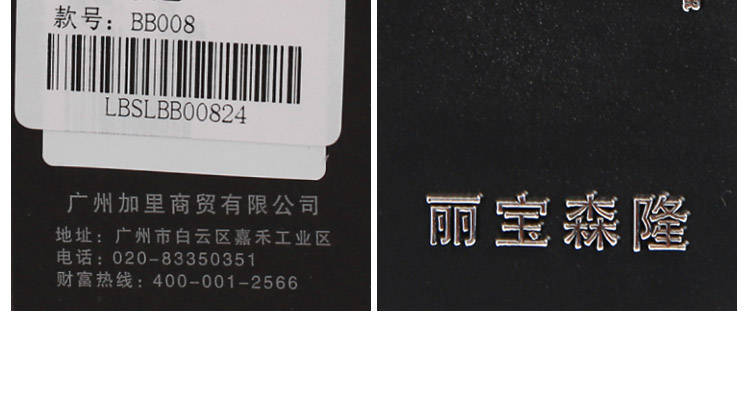 款号: BB008
LBSLBB00824
广州加里商贸有限公司
地址: 广州市白云区嘉禾工业区
电话: 020-83350351
财富热线: 400-001-2566
丽宝森隆